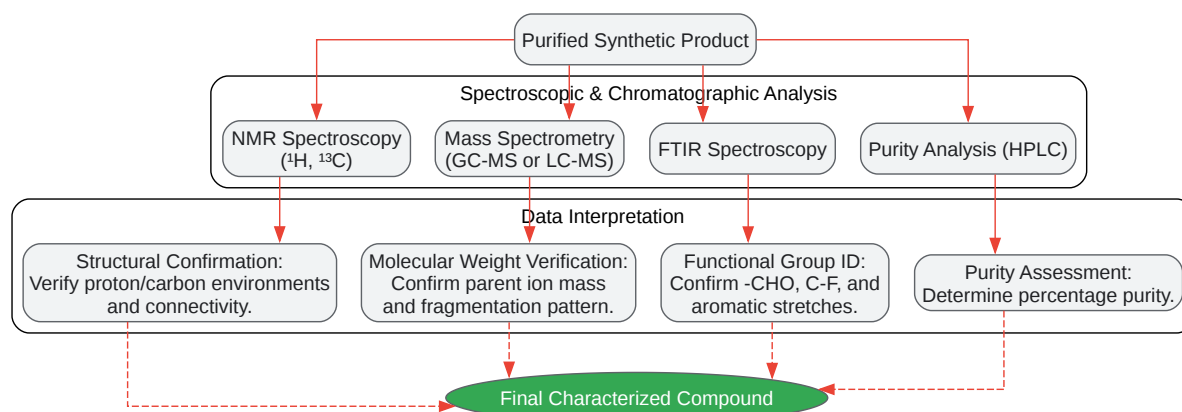 Purified Synthetic Product
Spectroscopic & Chromatographic Analysis
NMR Spectroscopy
(¹H, ¹³C)
Mass Spectrometry
(GC-MS or LC-MS)
FTIR Spectroscopy
Purity Analysis (HPLC)
Data Interpretation
Structural Confirmation:
Verify proton/carbon environments
and connectivity.
Molecular Weight Verification:
Confirm parent ion mass
and fragmentation pattern.
Functional Group ID:
Confirm -CHO, C-F, and
aromatic stretches.
Purity Assessment:
Determine percentage purity.
Final Characterized Compound